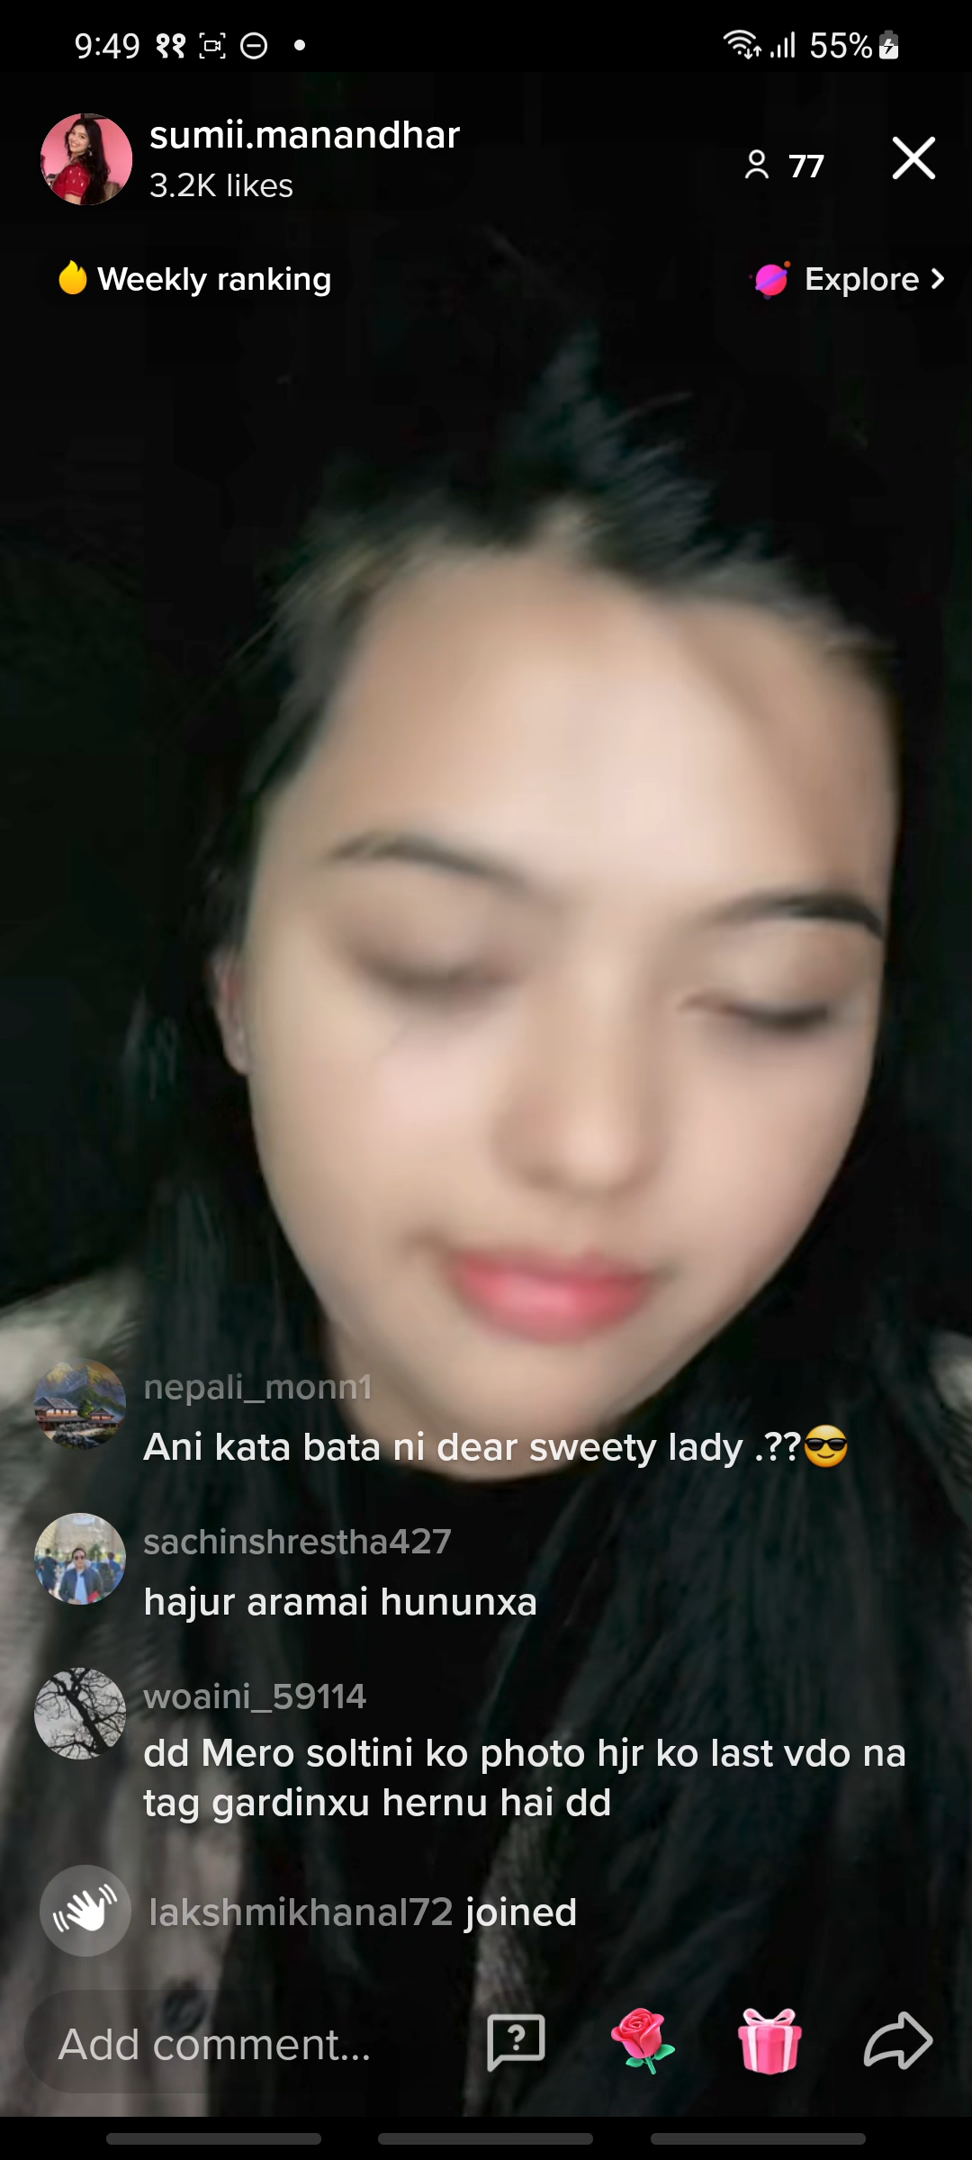 9:49 ११ 55%
sumii.manandhar
3.2K likes
77
Weekly ranking
Explore
nepali_monn1
Ani kata bata ni dear sweety lady .??😎
sachinshrestha427
hajur aramai hununxa
woaini_59114
dd Mero soltini ko photo hjr ko last vdo na
tag gardinxu hernu hai dd
lakshmikhanal72 joined
Add comment...